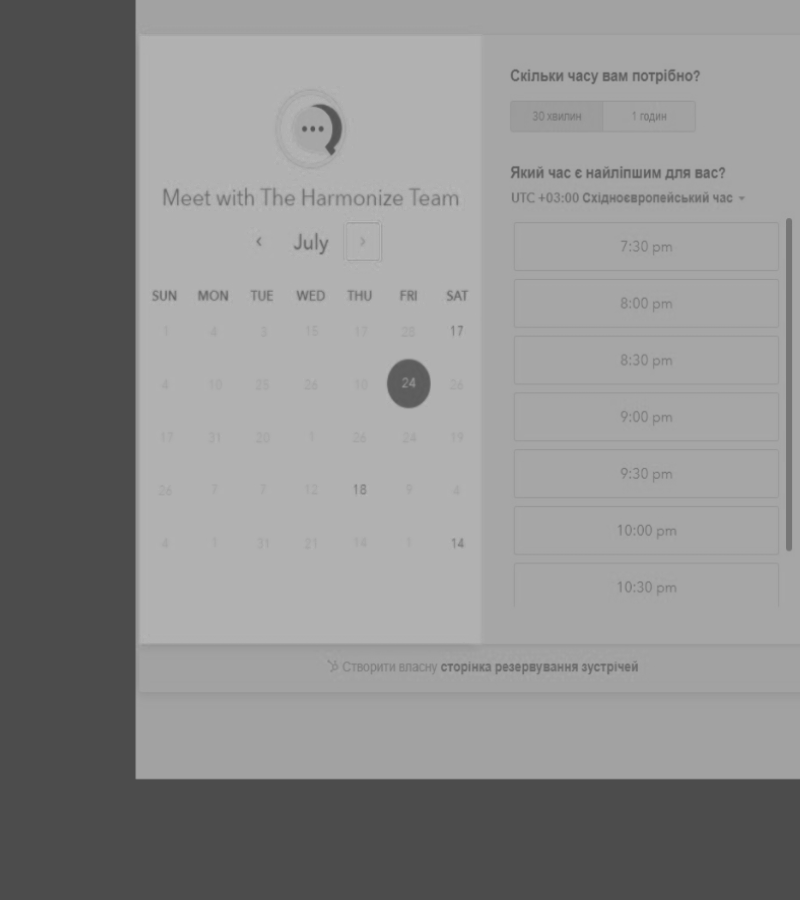 Meet with The Harmonize Team
July
SUN MON TUE WED THU FRI SAT
1 4 3 15 17 28 17
4 10 25 26 10 24 26
17 31 20 1 26 24 19
26 7 7 12 18 9 4
4 1 31 21 14 1 14
Скільки часу вам потрібно?
30 хвилин 1 годин
Який час є найліпшим для вас?
UTC +03:00 Східноєвропейський час
7:30 pm
8:00 pm
8:30 pm
9:00 pm
9:30 pm
10:00 pm
10:30 pm
Створити власну сторінка резервування зустрічей